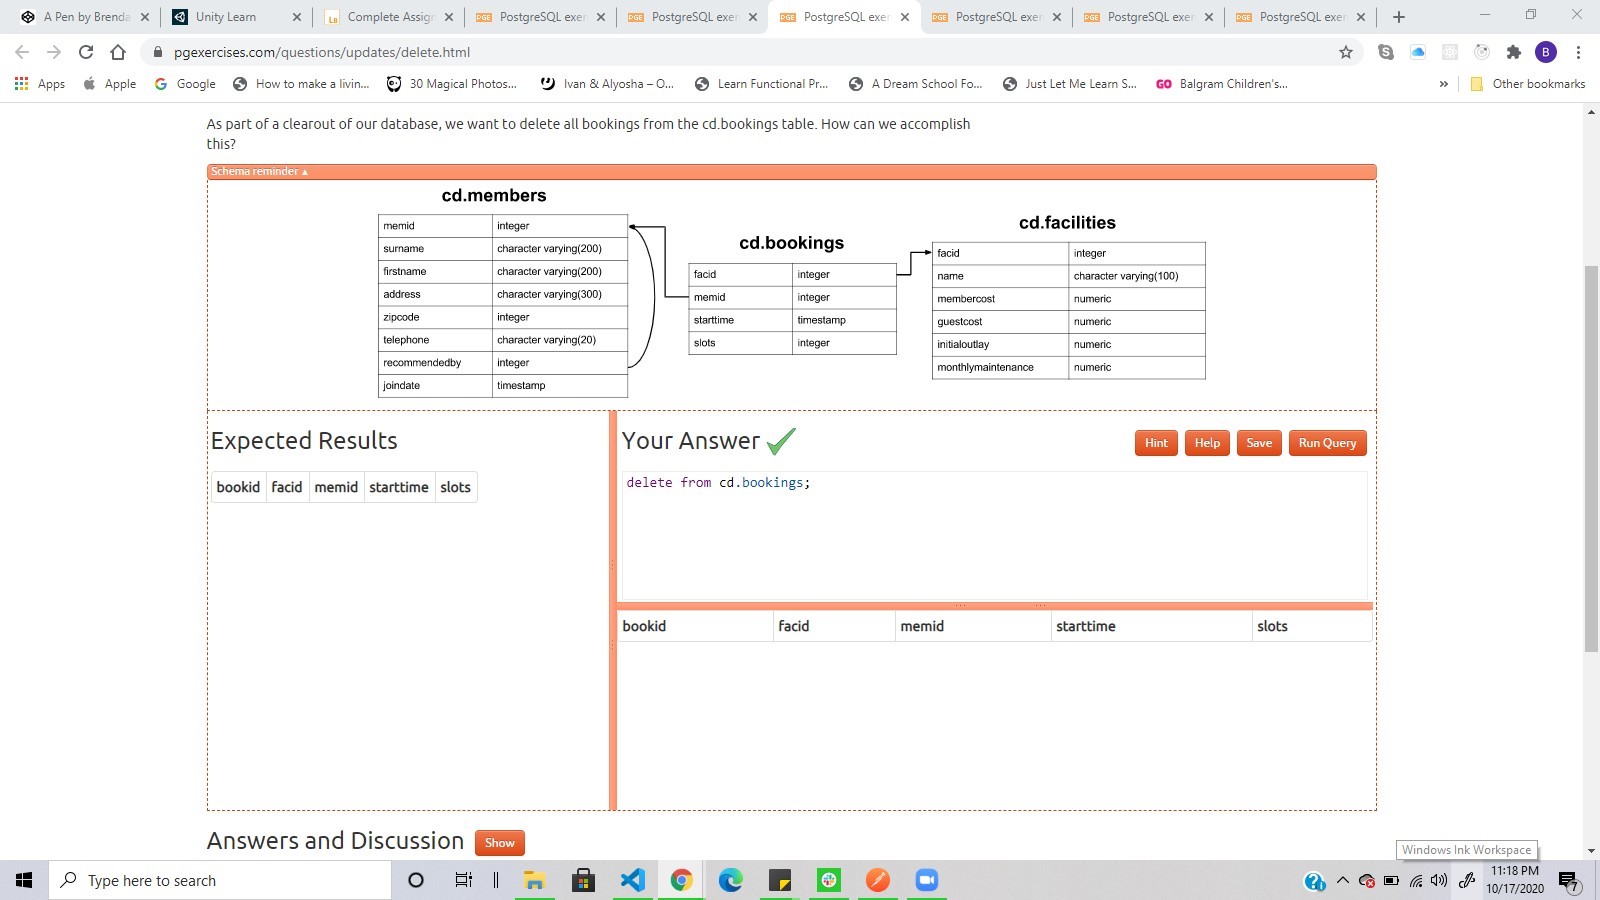 A Pen by Brenda
Unity Learn
Complete Assig
PostgreSQL exer
PostgreSQL exer
PostgreSQL exer
PostgreSQL exer
PostgreSQL exer
PostgreSQL exer
pgexercises.com/questions/updates/delete.html
B
Apps
Apple
Google
How to make a livin...
30 Magical Photos...
Ivan & Alyosha – O...
Learn Functional Pr...
A Dream School Fo...
Just Let Me Learn S...
GO Balgram Children's...
»
Other bookmarks
As part of a clearout of our database, we want to delete all bookings from the cd.bookings table. How can we accomplish
this?
Schema reminder ▲
cd.members
memid integer
surname character varying(200)
firstname character varying(200)
address character varying(300)
zipcode integer
telephone character varying(20)
recommendedby integer
joindate timestamp
cd.bookings
facid integer
memid integer
starttime timestamp
slots integer
cd.facilities
facid integer
name character varying(100)
membercost numeric
guestcost numeric
initialoutlay numeric
monthlymaintenance numeric
Expected Results
bookid facid memid starttime slots
Your Answer
Hint Help Save Run Query
delete from cd.bookings;
bookid facid memid starttime slots
Answers and Discussion Show
Windows Ink Workspace
Type here to search
11:18 PM
10/17/2020
7